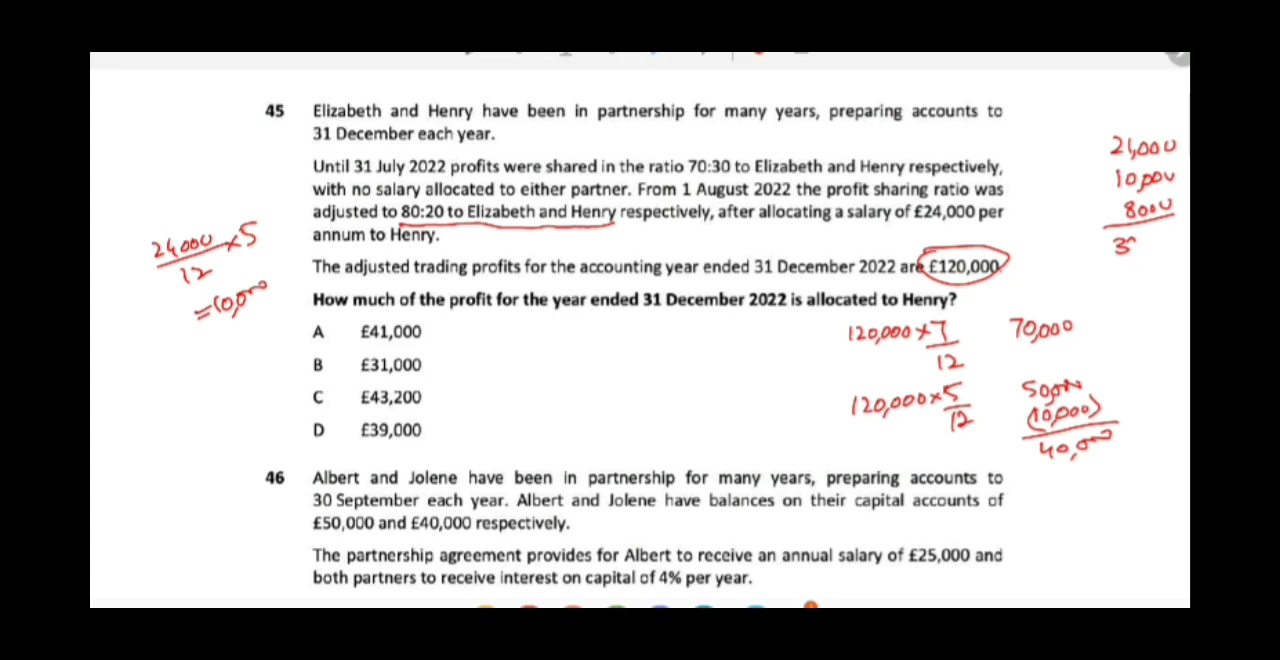 45 Elizabeth and Henry have been in partnership for many years, preparing accounts to
31 December each year.
Until 31 July 2022 profits were shared in the ratio 70:30 to Elizabeth and Henry respectively,
with no salary allocated to either partner. From 1 August 2022 the profit sharing ratio was
adjusted to 80:20 to Elizabeth and Henry respectively, after allocating a salary of £24,000 per
annum to Henry.
The adjusted trading profits for the accounting year ended 31 December 2022 are £120,000.
How much of the profit for the year ended 31 December 2022 is allocated to Henry?
A £41,000
B £31,000
C £43,200
D £39,000
24000 × 5
12
= 10,000
21,000
10,000
8000
3
120,000 × 7 70,000
12
120,000 × 5 50,000
12 (10,000)
40,000
46 Albert and Jolene have been in partnership for many years, preparing accounts to
30 September each year. Albert and Jolene have balances on their capital accounts of
£50,000 and £40,000 respectively.
The partnership agreement provides for Albert to receive an annual salary of £25,000 and
both partners to receive interest on capital of 4% per year.